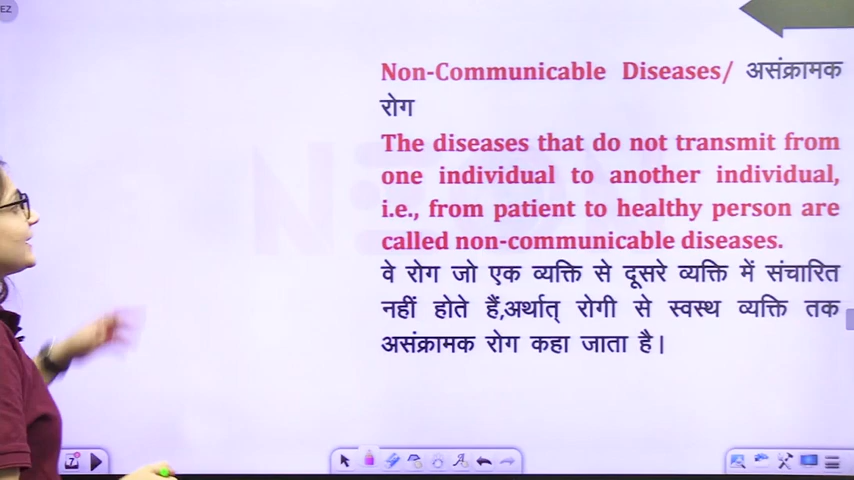 EZ
Non-Communicable Diseases/ असंक्रामक
रोग
The diseases that do not transmit from
one individual to another individual,
i.e., from patient to healthy person are
called non-communicable diseases.
वे रोग जो एक व्यक्ति से दूसरे व्यक्ति में संचारित
नहीं होते हैं,अर्थात् रोगी से स्वस्थ व्यक्ति तक
असंक्रामक रोग कहा जाता है।